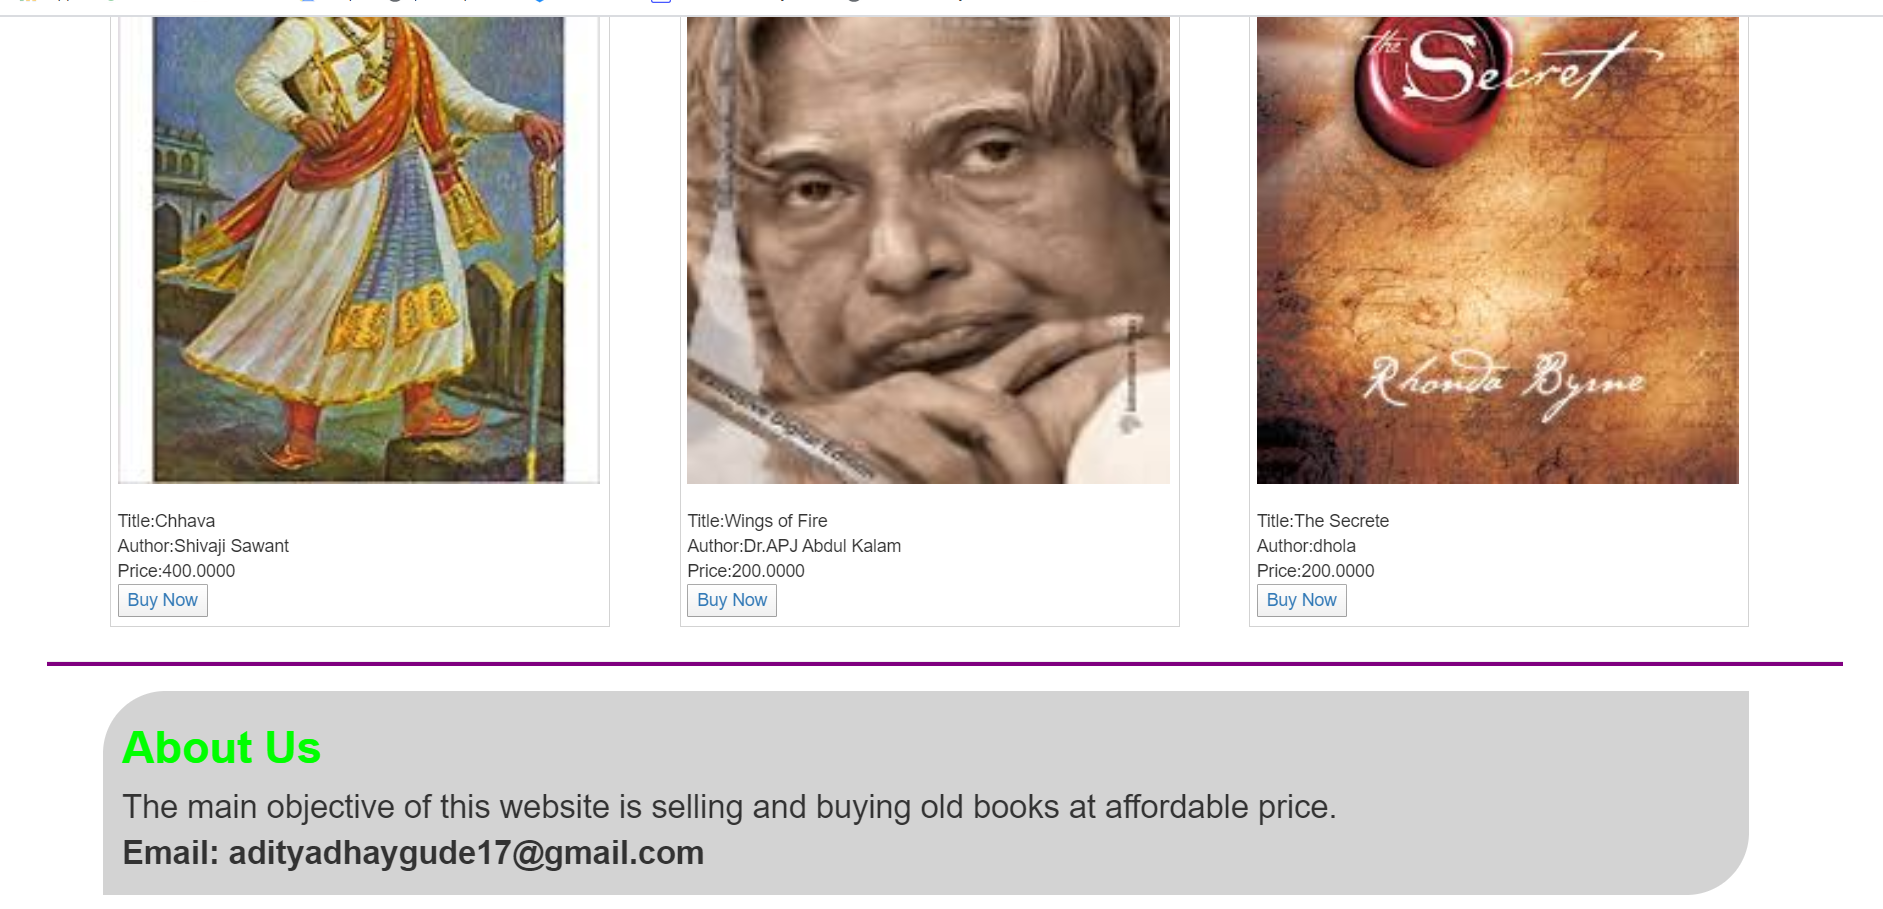 the Secret
Rhonda Byrne
Exclusive Digital Edition
Title:Chhava
Author:Shivaji Sawant
Price:400.0000
Buy Now
Title:Wings of Fire
Author:Dr.APJ Abdul Kalam
Price:200.0000
Buy Now
Title:The Secrete
Author:dhola
Price:200.0000
Buy Now
About Us
The main objective of this website is selling and buying old books at affordable price.
Email: adityadhaygude17@gmail.com